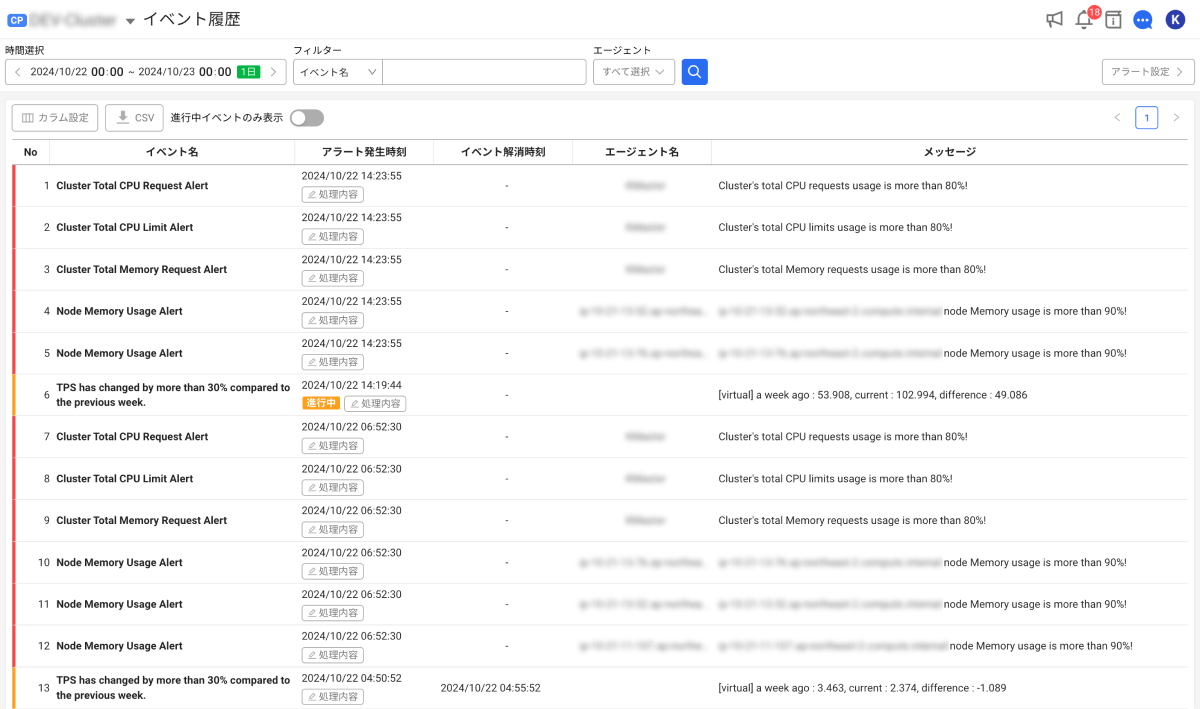 CP イベント履歴
18
K
時間選択
フィルター
エージェント
2024/10/22 00:00 ~ 2024/10/23 00:00 1日
イベント名
すべて選択
アラート設定
カラム設定
CSV
進行中イベントのみ表示
1
No イベント名 アラート発生時刻 イベント解消時刻 エージェント名 メッセージ
1 Cluster Total CPU Request Alert 2024/10/22 14:23:55 - Cluster's total CPU requests usage is more than 80%!
処理内容
2 Cluster Total CPU Limit Alert 2024/10/22 14:23:55 - Cluster's total CPU limits usage is more than 80%!
処理内容
3 Cluster Total Memory Request Alert 2024/10/22 14:23:55 - Cluster's total Memory requests usage is more than 80%!
処理内容
4 Node Memory Usage Alert 2024/10/22 14:23:55 - node Memory usage is more than 90%!
処理内容
5 Node Memory Usage Alert 2024/10/22 14:23:55 - node Memory usage is more than 90%!
処理内容
6 TPS has changed by more than 30% compared to 2024/10/22 14:19:44 - [virtual] a week ago : 53.908, current : 102.994, difference : 49.086
the previous week. 進行中 処理内容
7 Cluster Total CPU Request Alert 2024/10/22 06:52:30 - Cluster's total CPU requests usage is more than 80%!
処理内容
8 Cluster Total CPU Limit Alert 2024/10/22 06:52:30 - Cluster's total CPU limits usage is more than 80%!
処理内容
9 Cluster Total Memory Request Alert 2024/10/22 06:52:30 - Cluster's total Memory requests usage is more than 80%!
処理内容
10 Node Memory Usage Alert 2024/10/22 06:52:30 - node Memory usage is more than 90%!
処理内容
11 Node Memory Usage Alert 2024/10/22 06:52:30 - node Memory usage is more than 90%!
処理内容
12 Node Memory Usage Alert 2024/10/22 06:52:30 - node Memory usage is more than 90%!
処理内容
13 TPS has changed by more than 30% compared to 2024/10/22 04:50:52 2024/10/22 04:55:52 [virtual] a week ago : 3.463, current : 2.374, difference : -1.089
the previous week. 処理内容